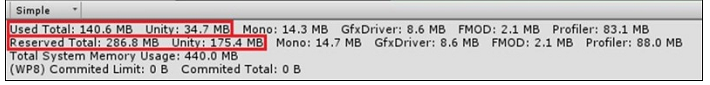 Simple
Used Total: 140.6 MB Unity: 34.7 MB Mono: 14.3 MB GfxDriver: 8.6 MB FMOD: 2.1 MB Profiler: 83.1 MB
Reserved Total: 286.8 MB Unity: 175.4 MB Mono: 14.7 MB GfxDriver: 8.6 MB FMOD: 2.1 MB Profiler: 88.0 MB
Total System Memory Usage: 440.0 MB
(WP8) Commited Limit: 0 B Commited Total: 0 B